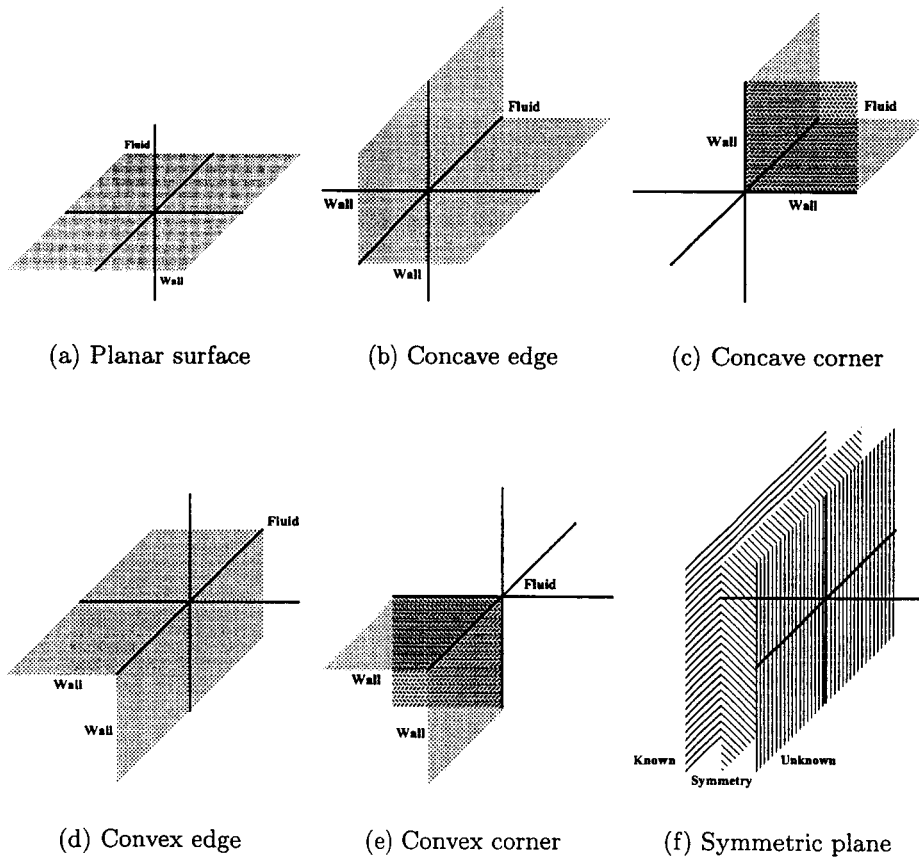 Fluid
Wall
(a) Planar surface
Fluid
Wall
Wall
(b) Concave edge
Fluid
Wall
Wall
(c) Concave corner
Fluid
Wall
Wall
(d) Convex edge
Fluid
Wall
Wall
(e) Convex corner
Known
Symmetry
Unknown
(f) Symmetric plane